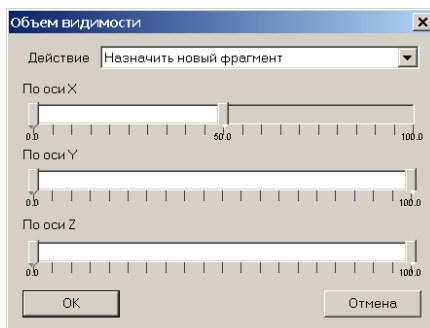 Объем видимости
Действие Назначить новый фрагмент
По оси X
0.0 50.0 100.0
По оси Y
0.0 100.0
По оси Z
0.0 100.0
OK Отмена